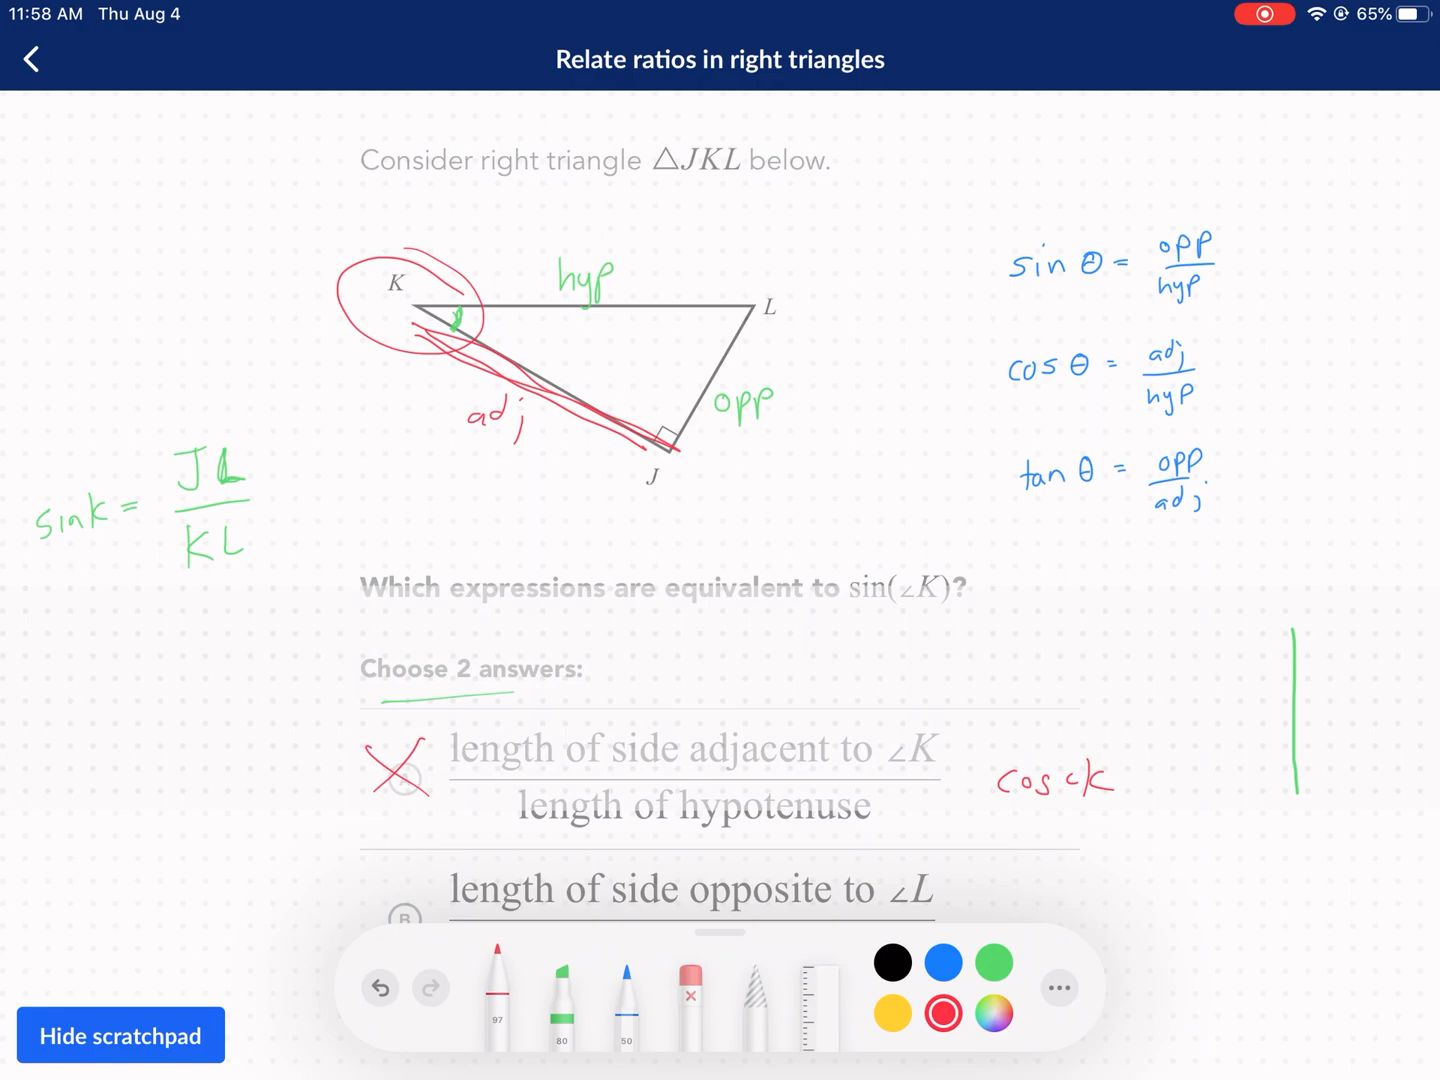 11:58 AM Thu Aug 4 65%
Relate ratios in right triangles
Consider right triangle △JKL below.
K
hyp
L
adj
opp
J
sin θ = opp/hyp
cos θ = adj/hyp
tan θ = opp/adj
sin k = JL/KL
Which expressions are equivalent to sin(∠K)?
Choose 2 answers:
A
length of side adjacent to ∠K
length of hypotenuse
cos <K
B
length of side opposite to ∠L
97
80
50
Hide scratchpad